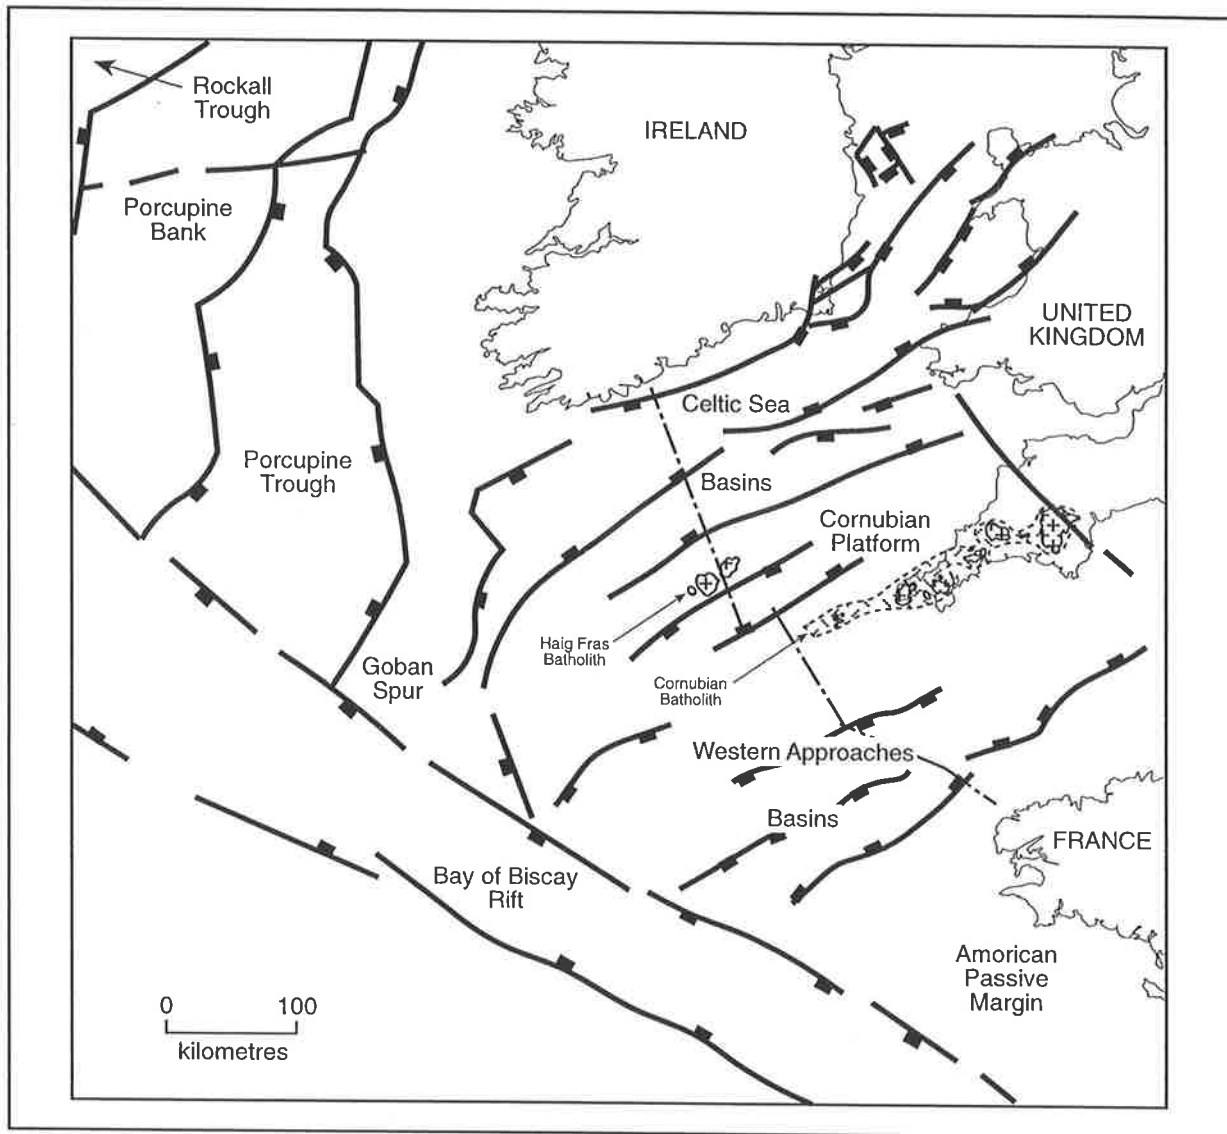 Rockall
Trough
IRELAND
Porcupine
Bank
UNITED
KINGDOM
Celtic Sea
Porcupine
Trough
Basins
Cornubian
Platform
Haig Fras
Batholith
Goban
Spur
Cornubian
Batholith
Western Approaches
Basins
FRANCE
Bay of Biscay
Rift
Amorican
Passive
Margin
0 100
kilometres